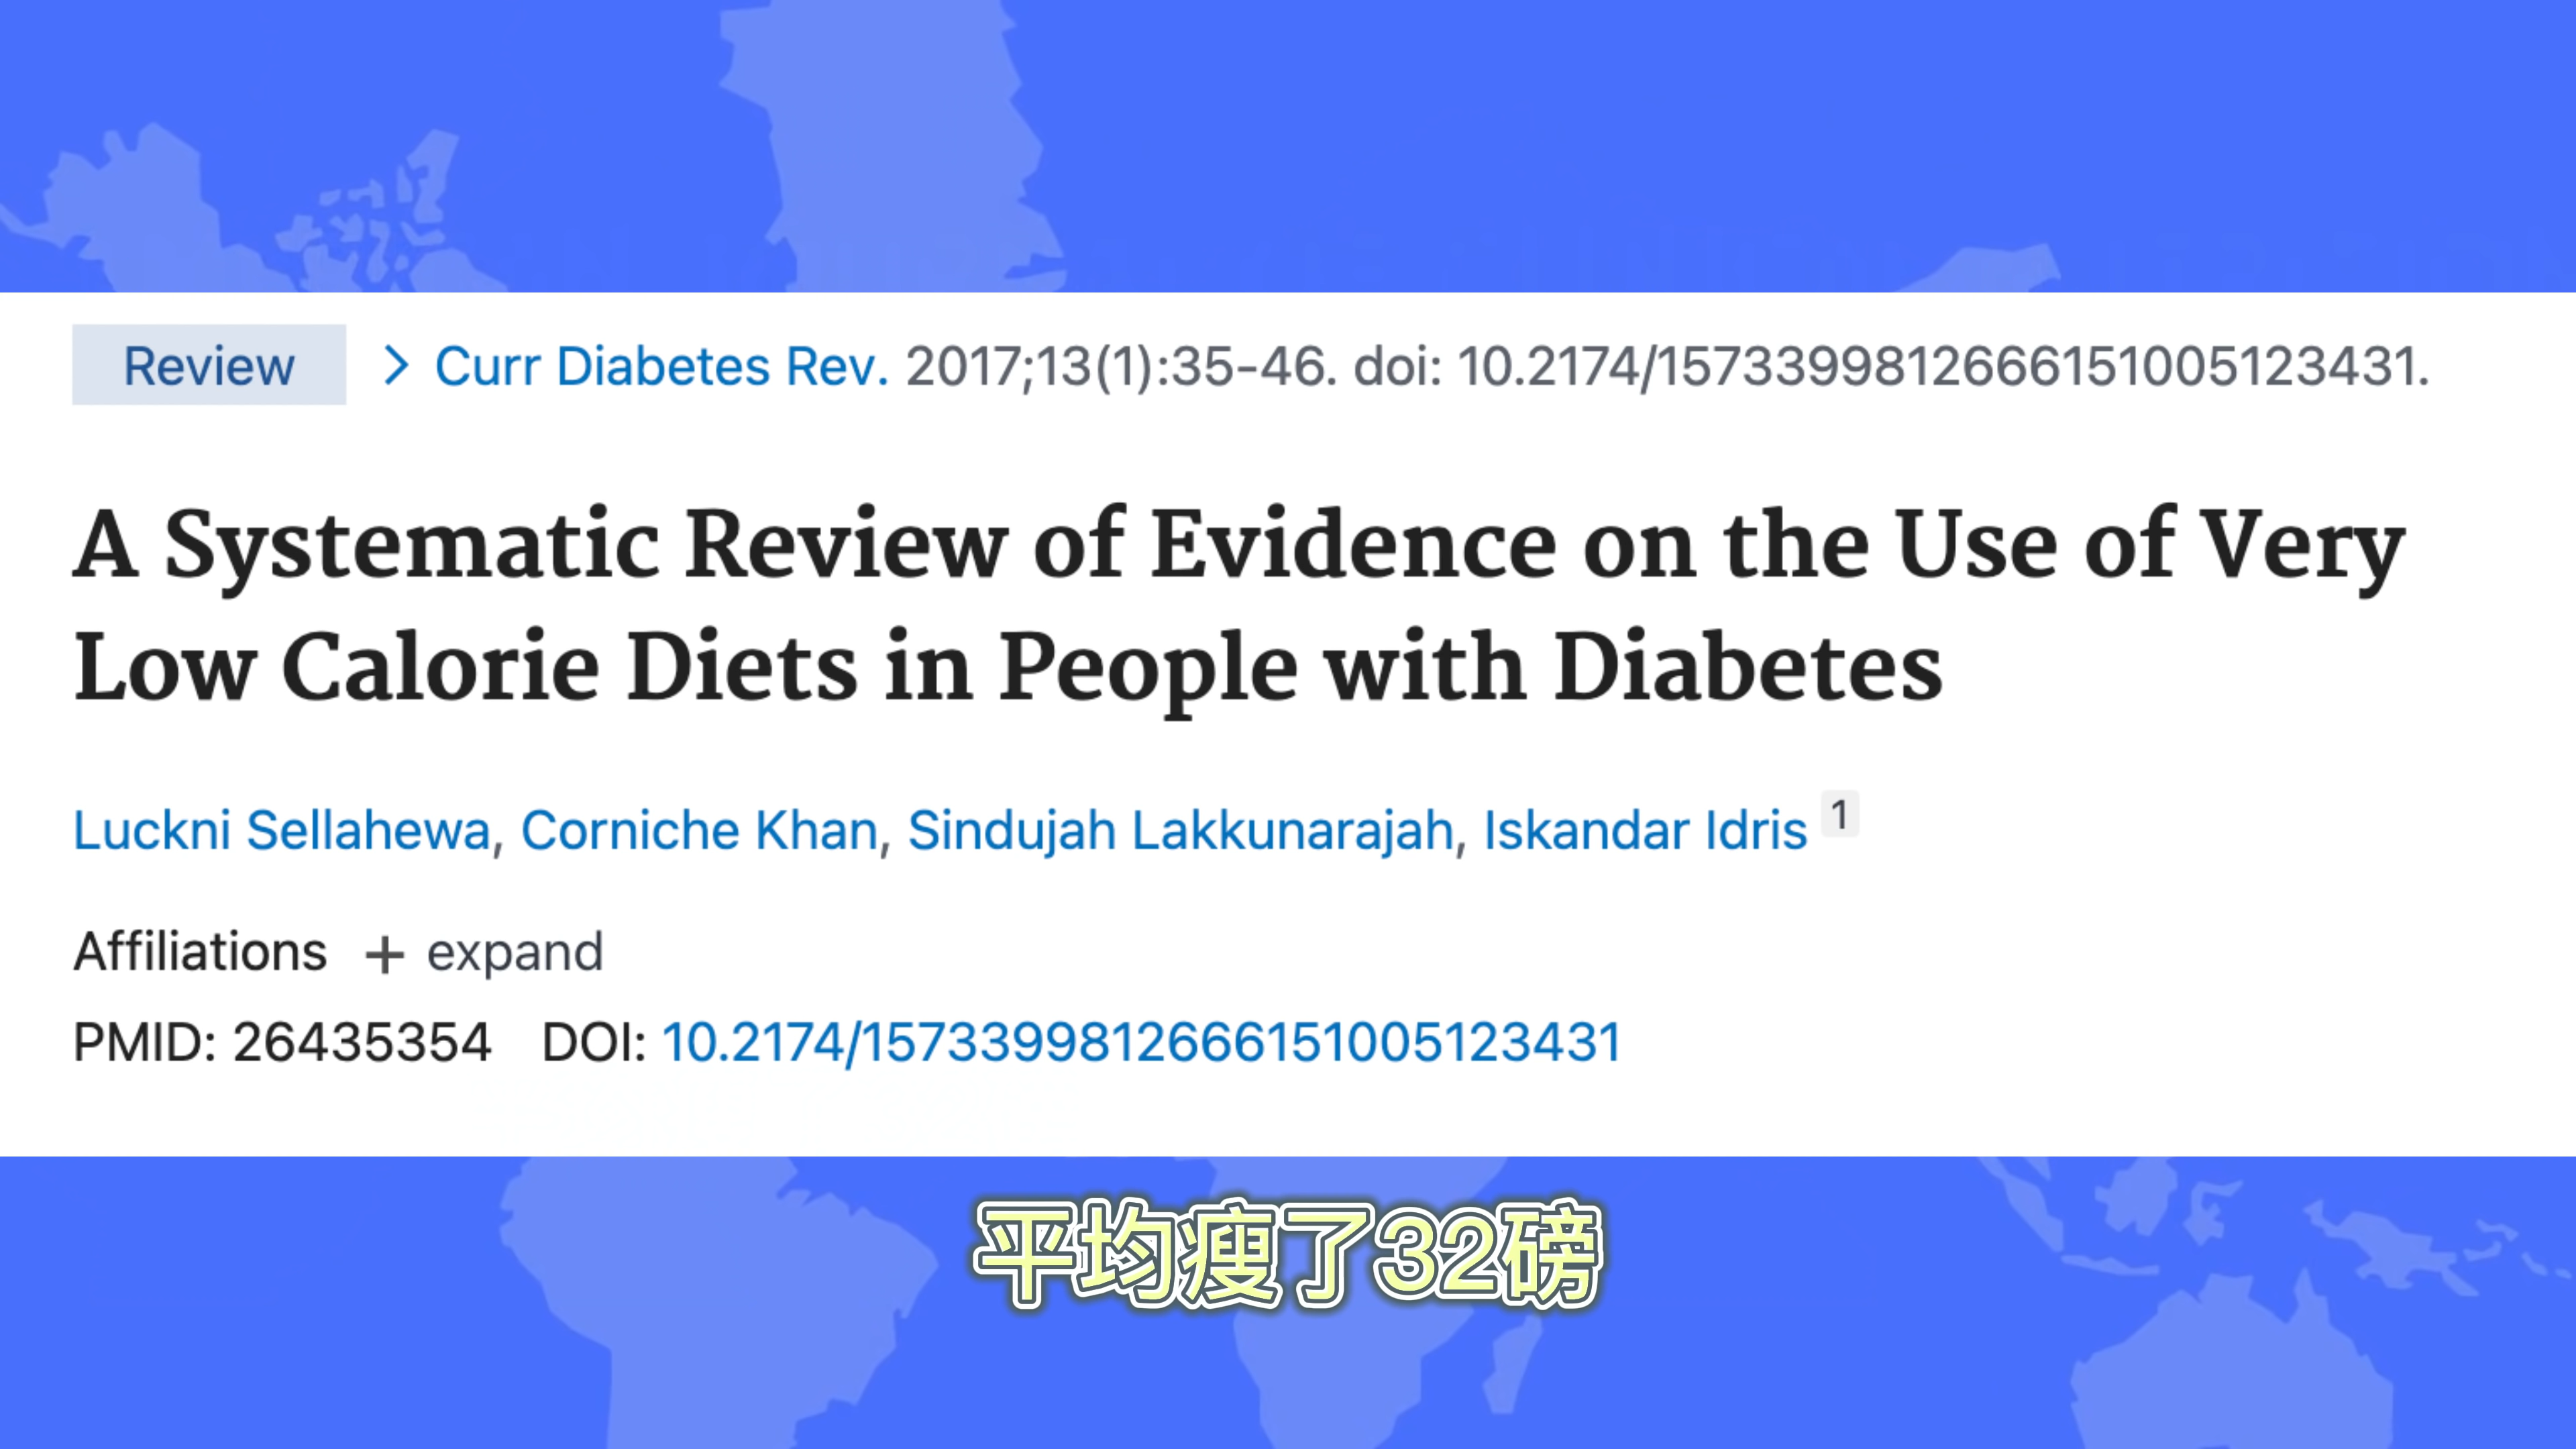 Review > Curr Diabetes Rev. 2017;13(1):35-46. doi: 10.2174/1573399812666151005123431.
A Systematic Review of Evidence on the Use of Very
Low Calorie Diets in People with Diabetes
Luckni Sellahewa, Corniche Khan, Sindujah Lakkunarajah, Iskandar Idris 1
Affiliations + expand
PMID: 26435354 DOI: 10.2174/1573399812666151005123431
平均瘦了32磅